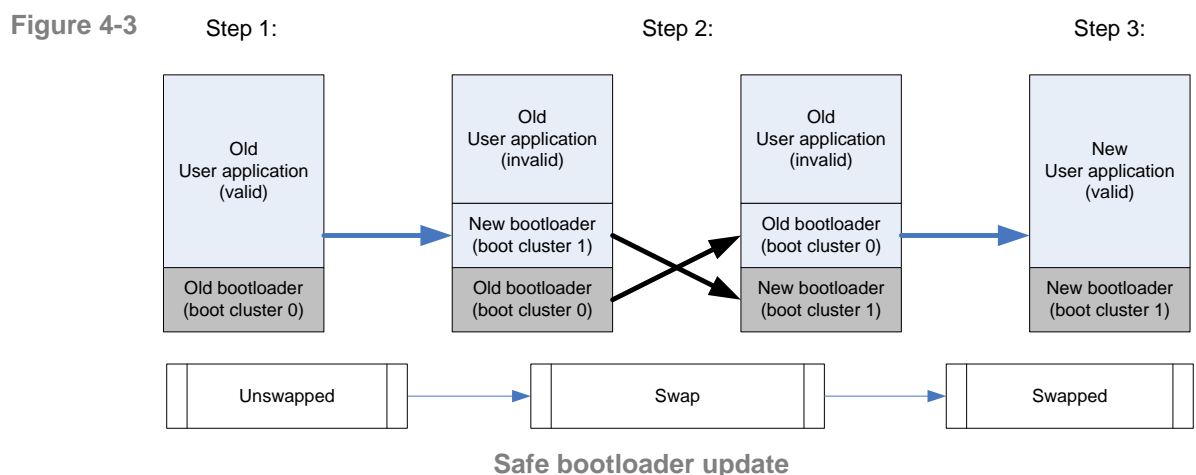 Figure 4-3
Step 1:
Step 2:
Step 3:
Old
User application
(valid)
Old bootloader
(boot cluster 0)
Old
User application
(invalid)
New bootloader
(boot cluster 1)
Old bootloader
(boot cluster 0)
Old
User application
(invalid)
Old bootloader
(boot cluster 0)
New bootloader
(boot cluster 1)
New
User application
(valid)
New bootloader
(boot cluster 1)
Unswapped
Swap
Swapped
Safe bootloader update